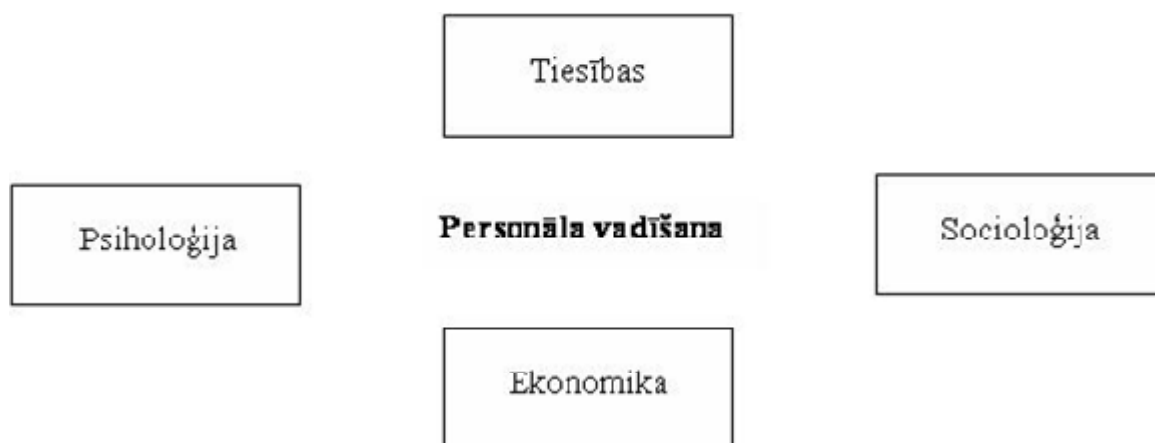 Tiesības
Psiholoģija
Personāla vadīšana
Socioloģija
Ekonomika